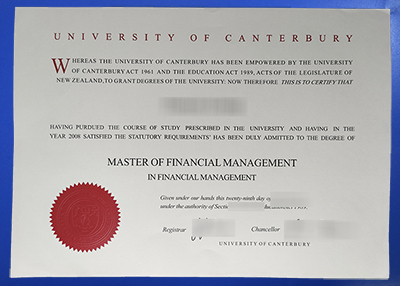 UNIVERSITY OF CANTERBURY
WHEREAS THE UNIVERSITY OF CANTERBURY HAS BEEN EMPOWERED BY THE UNIVERSITY
OF CANTERBURY ACT 1961 AND THE EDUCATION ACT 1989, ACTS OF THE LEGISLATURE OF
NEW ZEALAND, TO GRANT DEGREES OF THE UNIVERSITY: NOW THEREFORE THIS IS TO CERTIFY THAT
HAVING PURDUED THE COURSE OF STUDY PRESCRIBED IN THE UNIVERSITY AND HAVING IN THE
YEAR 2008 SATISFIED THE STATUTORY REQUIREMENTS' HAS BEEN DULY ADMITTED TO THE DEGREE OF
MASTER OF FINANCIAL MANAGEMENT
IN FINANCIAL MANAGEMENT
Given under our hands this twenty-ninth day
under the authority of
Registrar Chancellor
UNIVERSITY OF CANTERBURY